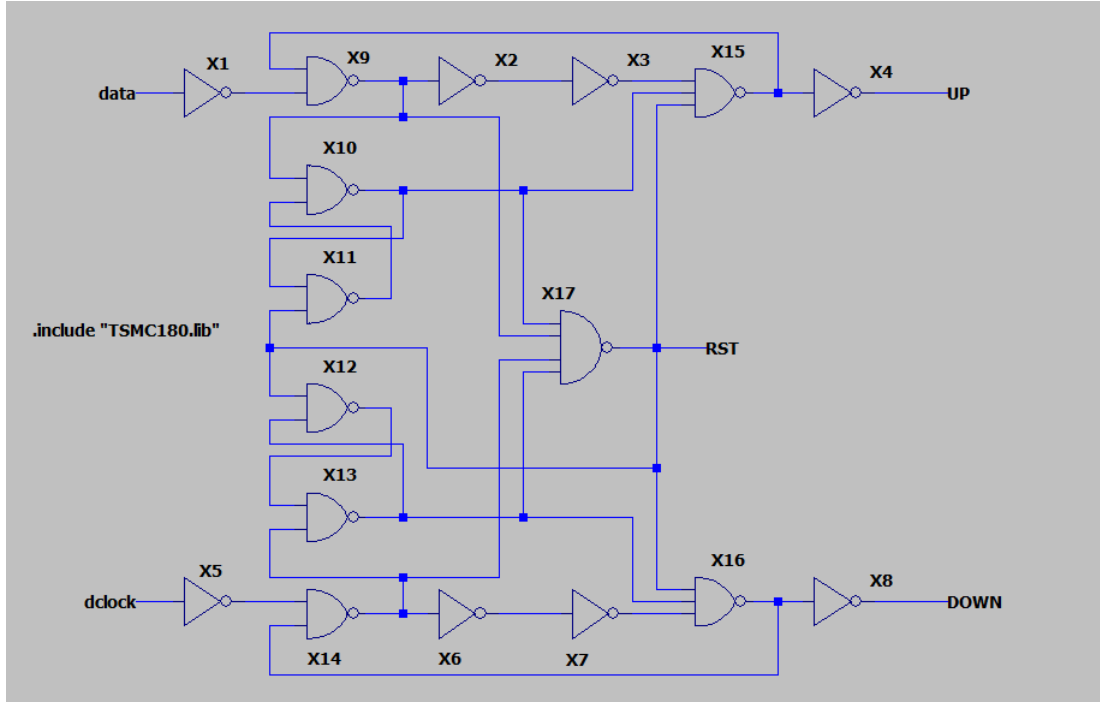 X1
X9
X2
X3
X15
X4
data
UP
X10
X11
X17
.include "TSMC180.lib"
RST
X12
X13
X5
X16
X8
dclock
DOWN
X14
X6
X7